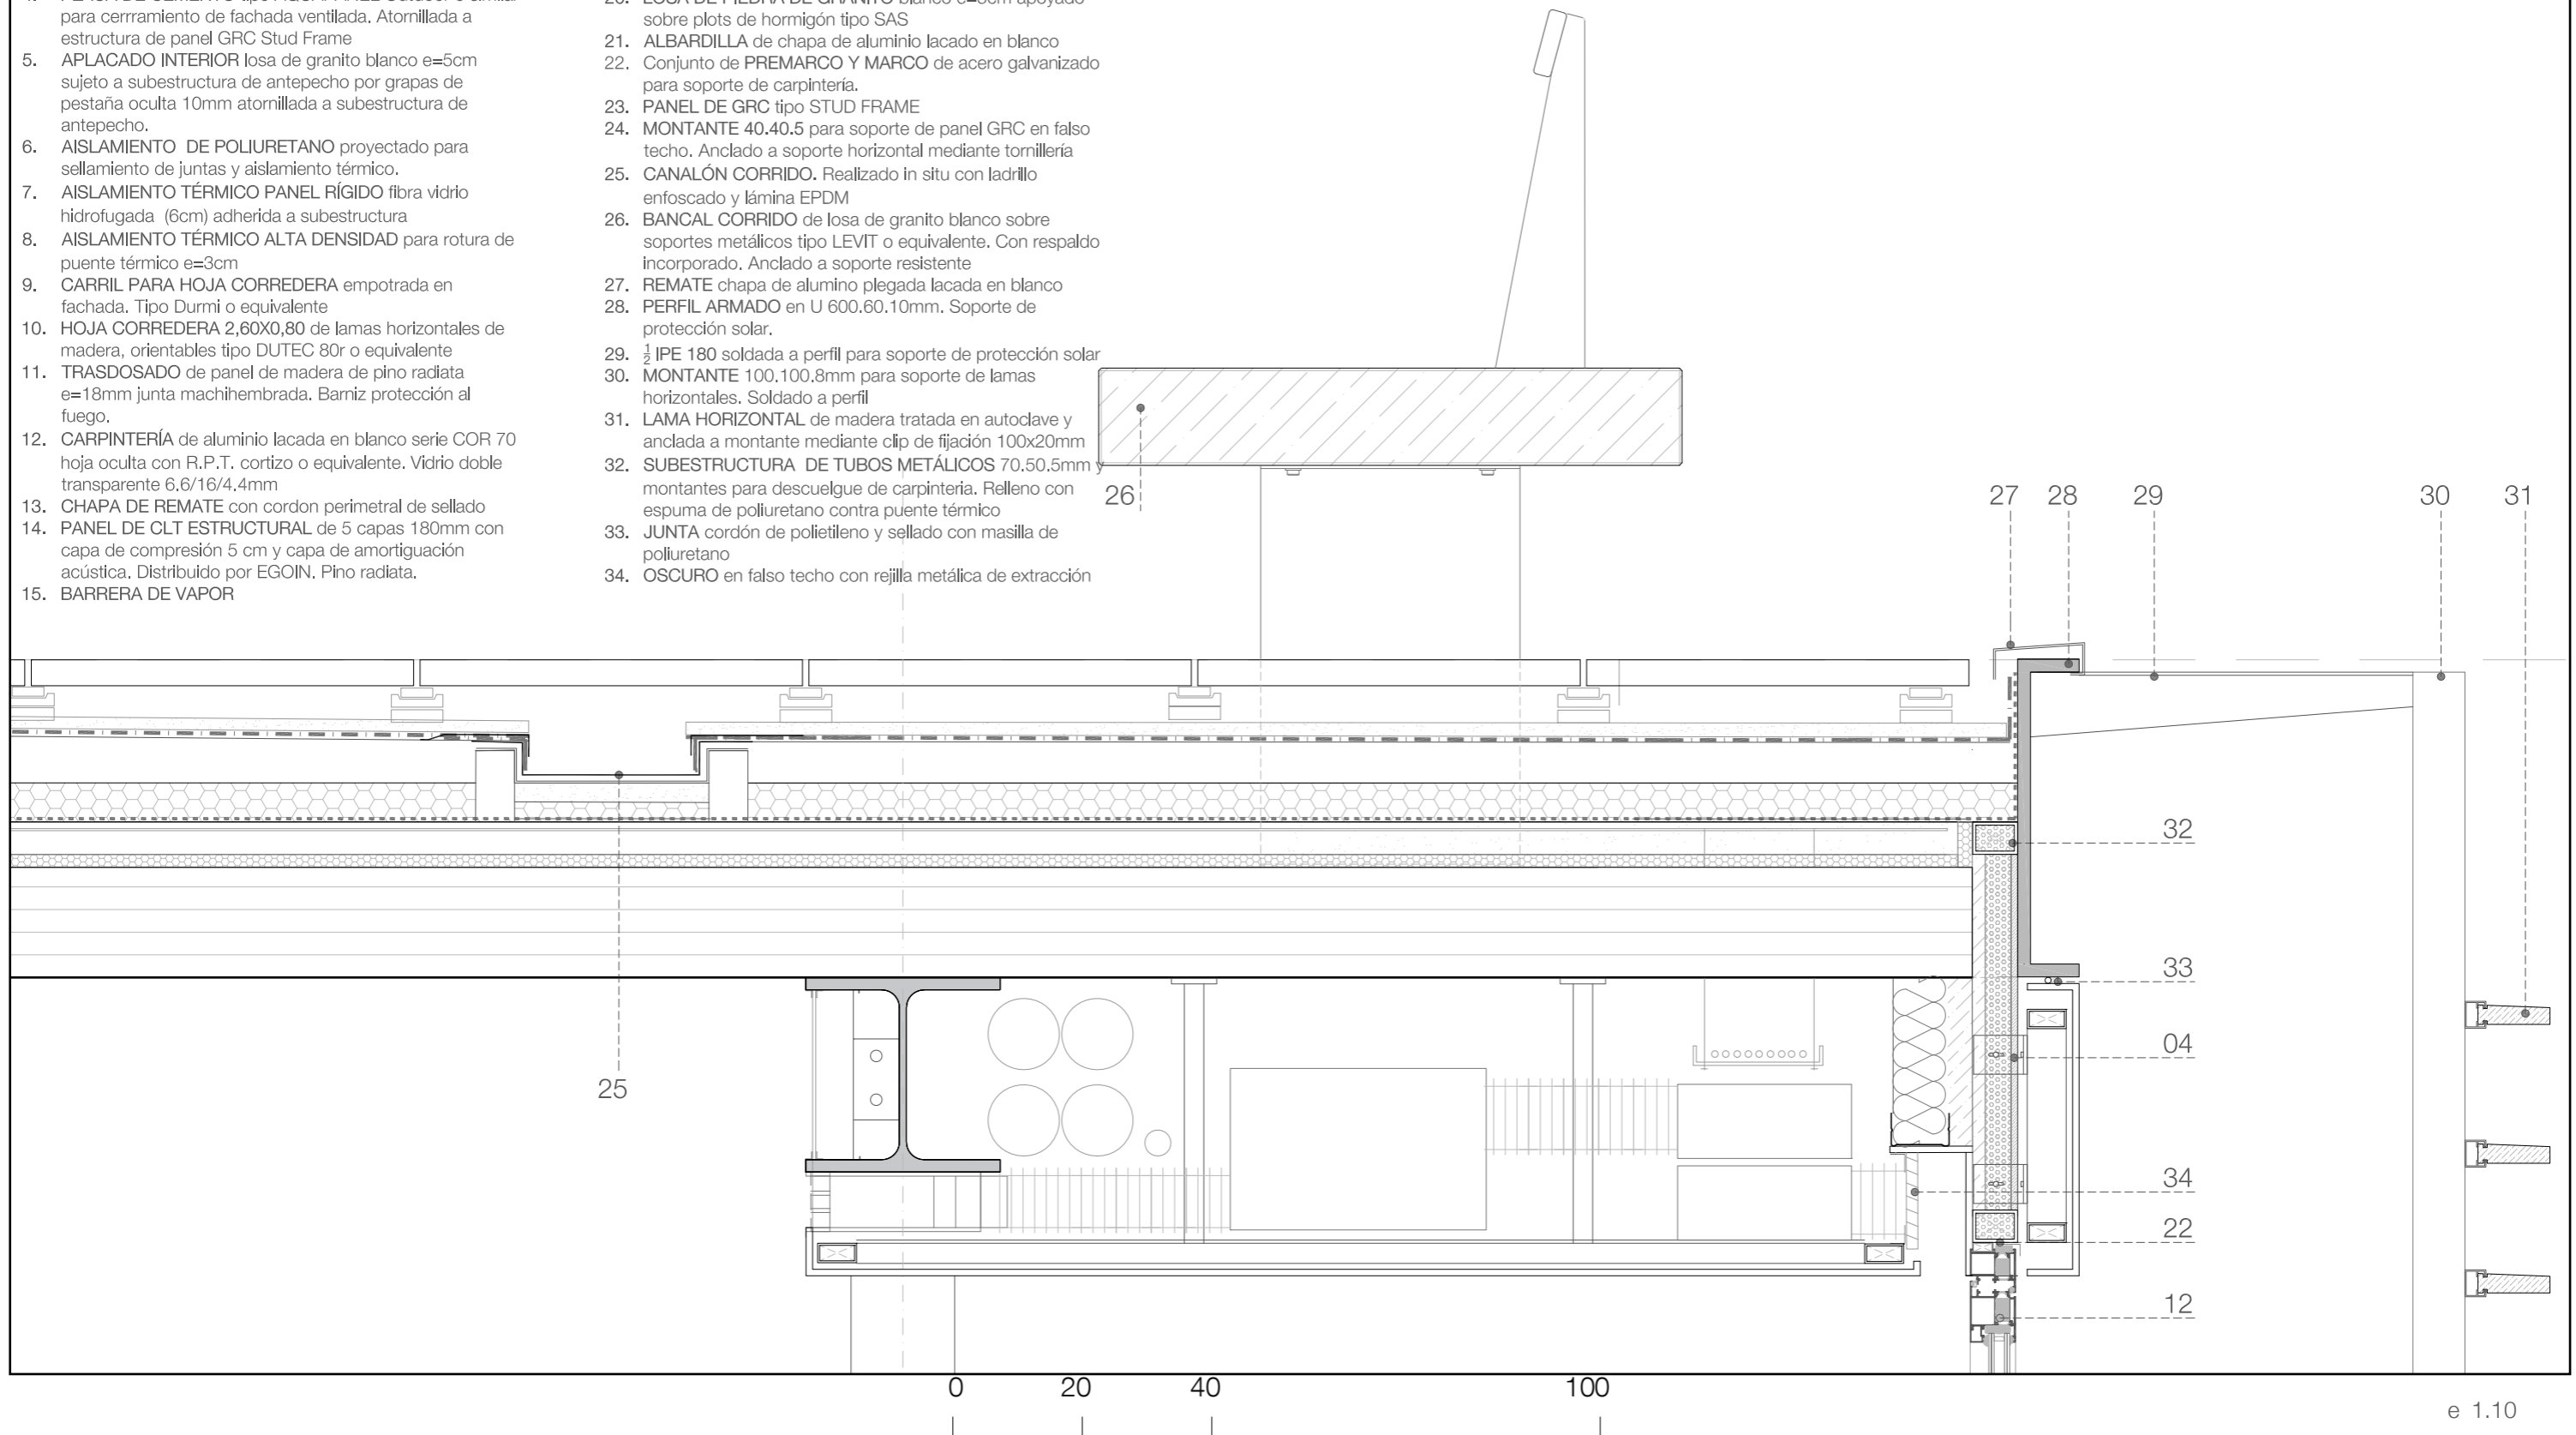 para cerrramiento de fachada ventilada. Atornillada a
estructura de panel GRC Stud Frame
5. APLACADO INTERIOR losa de granito blanco e=5cm
sujeto a subestructura de antepecho por grapas de
pestaña oculta 10mm atornillada a subestructura de
antepecho.
6. AISLAMIENTO DE POLIURETANO proyectado para
sellamiento de juntas y aislamiento térmico.
7. AISLAMIENTO TÉRMICO PANEL RÍGIDO fibra vidrio
hidrofugada (6cm) adherida a subestructura
8. AISLAMIENTO TÉRMICO ALTA DENSIDAD para rotura de
puente térmico e=3cm
9. CARRIL PARA HOJA CORREDERA empotrada en
fachada. Tipo Durmi o equivalente
10. HOJA CORREDERA 2,60X0,80 de lamas horizontales de
madera, orientables tipo DUTEC 80r o equivalente
11. TRASDOSADO de panel de madera de pino radiata
e=18mm junta machihembrada. Barniz protección al
fuego.
12. CARPINTERÍA de aluminio lacada en blanco serie COR 70
hoja oculta con R.P.T. cortizo o equivalente. Vidrio doble
transparente 6.6/16/4.4mm
13. CHAPA DE REMATE con cordon perimetral de sellado
14. PANEL DE CLT ESTRUCTURAL de 5 capas 180mm con
capa de compresión 5 cm y capa de amortiguación
acústica. Distribuido por EGOIN. Pino radiata.
15. BARRERA DE VAPOR
sobre plots de hormigón tipo SAS
21. ALBARDILLA de chapa de aluminio lacado en blanco
22. Conjunto de PREMARCO Y MARCO de acero galvanizado
para soporte de carpintería.
23. PANEL DE GRC tipo STUD FRAME
24. MONTANTE 40.40.5 para soporte de panel GRC en falso
techo. Anclado a soporte horizontal mediante tornillería
25. CANALÓN CORRIDO. Realizado in situ con ladrillo
enfoscado y lámina EPDM
26. BANCAL CORRIDO de losa de granito blanco sobre
soportes metálicos tipo LEVIT o equivalente. Con respaldo
incorporado. Anclado a soporte resistente
27. REMATE chapa de alumino plegada lacada en blanco
28. PERFIL ARMADO en U 600.60.10mm. Soporte de
protección solar.
29. ½ IPE 180 soldada a perfil para soporte de protección solar
30. MONTANTE 100.100.8mm para soporte de lamas
horizontales. Soldado a perfil
31. LAMA HORIZONTAL de madera tratada en autoclave y
anclada a montante mediante clip de fijación 100x20mm
32. SUBESTRUCTURA DE TUBOS METÁLICOS 70.50.5mm y
montantes para descuelgue de carpinteria. Relleno con
espuma de poliuretano contra puente térmico
33. JUNTA cordón de polietileno y sellado con masilla de
poliuretano
34. OSCURO en falso techo con rejilla metálica de extracción
26
27 28 29 30 31
32
33
04
25
34
22
12
0 20 40 100
e 1.10